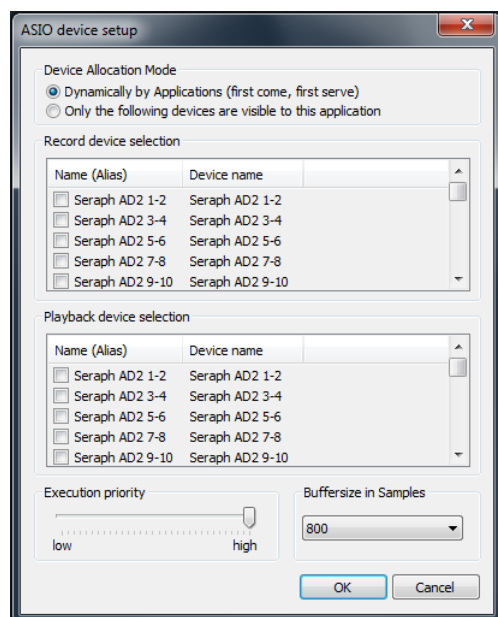 ASIO device setup
Device Allocation Mode
Dynamically by Applications (first come, first serve)
Only the following devices are visible to this application
Record device selection
Name (Alias) Device name
Seraph AD2 1-2 Seraph AD2 1-2
Seraph AD2 3-4 Seraph AD2 3-4
Seraph AD2 5-6 Seraph AD2 5-6
Seraph AD2 7-8 Seraph AD2 7-8
Seraph AD2 9-10 Seraph AD2 9-10
Playback device selection
Name (Alias) Device name
Seraph AD2 1-2 Seraph AD2 1-2
Seraph AD2 3-4 Seraph AD2 3-4
Seraph AD2 5-6 Seraph AD2 5-6
Seraph AD2 7-8 Seraph AD2 7-8
Seraph AD2 9-10 Seraph AD2 9-10
Execution priority Buffersize in Samples
800
low high
OK Cancel